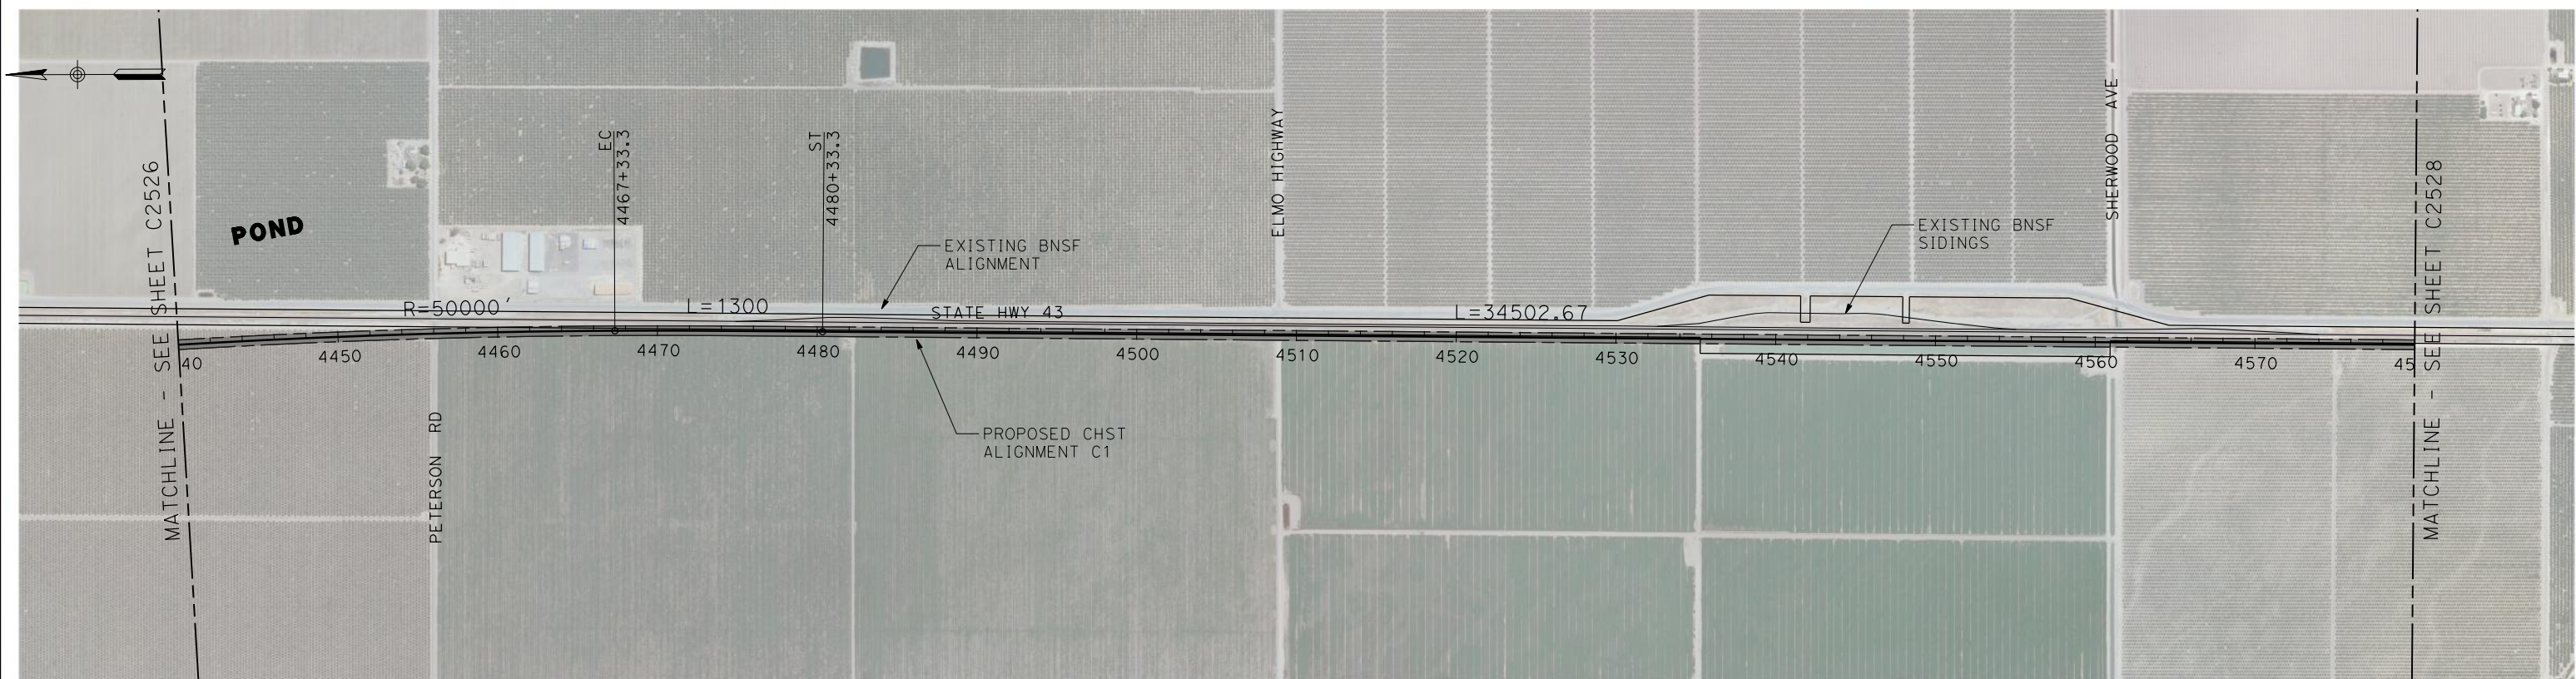 MATCHLINE - SEE SHEET C2526
POND
EC
4467+33.3
ST
4480+33.3
ELMO HIGHWAY
SHERWOOD AVE
MATCHLINE - SEE SHEET C2528
EXISTING BNSF
ALIGNMENT
EXISTING BNSF
SIDINGS
R=50000'
L=1300
STATE HWY 43
L=34502.67
40
4450
4460
4470
4480
4490
4500
4510
4520
4530
4540
4550
4560
4570
45
PETERSON RD
PROPOSED CHST
ALIGNMENT C1